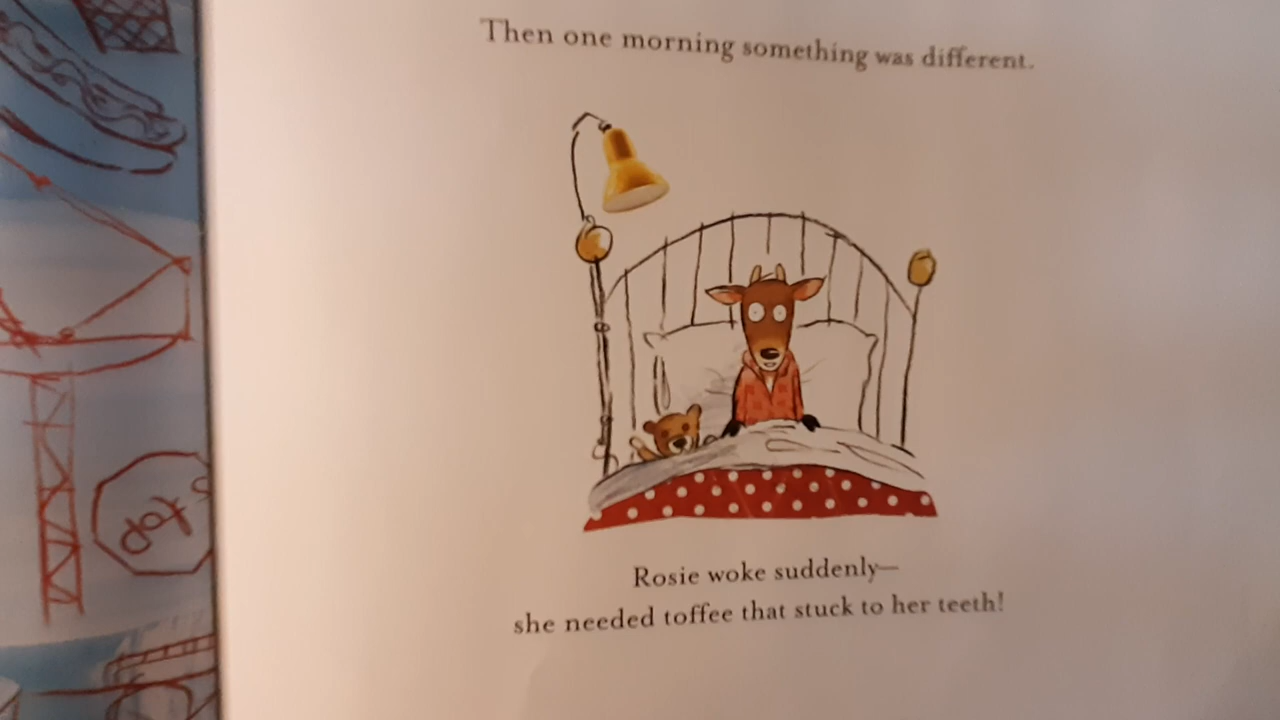 Then one morning something was different.
Rosie woke suddenly—
she needed toffee that stuck to her teeth!